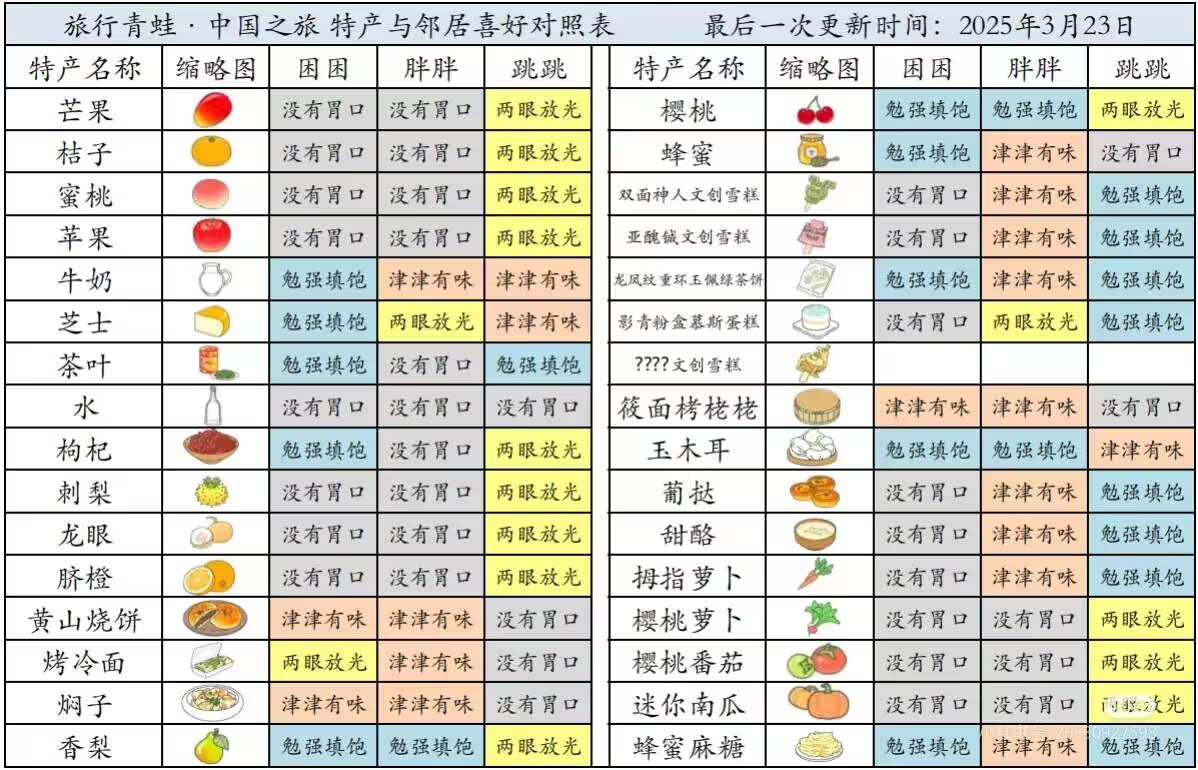 旅行青蛙·中国之旅 特产与邻居喜好对照表 最后一次更新时间：2025年3月23日
特产名称 缩略图 困困 胖胖 跳跳 特产名称 缩略图 困困 胖胖 跳跳
芒果 没有胃口 没有胃口 两眼放光 樱桃 勉强填饱 勉强填饱 两眼放光
桔子 没有胃口 没有胃口 两眼放光 蜂蜜 勉强填饱 津津有味 没有胃口
蜜桃 没有胃口 没有胃口 两眼放光 双面神人文创雪糕 没有胃口 津津有味 勉强填饱
苹果 没有胃口 没有胃口 两眼放光 亚醜钺文创雪糕 没有胃口 津津有味 勉强填饱
牛奶 勉强填饱 津津有味 津津有味 龙凤纹重环玉佩绿茶饼 勉强填饱 津津有味 勉强填饱
芝士 勉强填饱 两眼放光 津津有味 影青粉盒慕斯蛋糕 没有胃口 两眼放光 勉强填饱
茶叶 勉强填饱 没有胃口 勉强填饱 ????文创雪糕
水 没有胃口 没有胃口 没有胃口 莜面栲栳栳 津津有味 津津有味 没有胃口
枸杞 勉强填饱 没有胃口 两眼放光 玉木耳 勉强填饱 勉强填饱 津津有味
刺梨 没有胃口 没有胃口 两眼放光 葡挞 没有胃口 津津有味 勉强填饱
龙眼 没有胃口 没有胃口 两眼放光 甜酪 没有胃口 津津有味 勉强填饱
脐橙 没有胃口 没有胃口 两眼放光 拇指萝卜 没有胃口 津津有味 勉强填饱
黄山烧饼 津津有味 津津有味 没有胃口 樱桃萝卜 没有胃口 没有胃口 两眼放光
烤冷面 两眼放光 津津有味 没有胃口 樱桃番茄 没有胃口 没有胃口 两眼放光
焖子 津津有味 津津有味 没有胃口 迷你南瓜 没有胃口 没有胃口 两眼放光
香梨 勉强填饱 勉强填饱 两眼放光 蜂蜜麻糖 勉强填饱 津津有味 勉强填饱